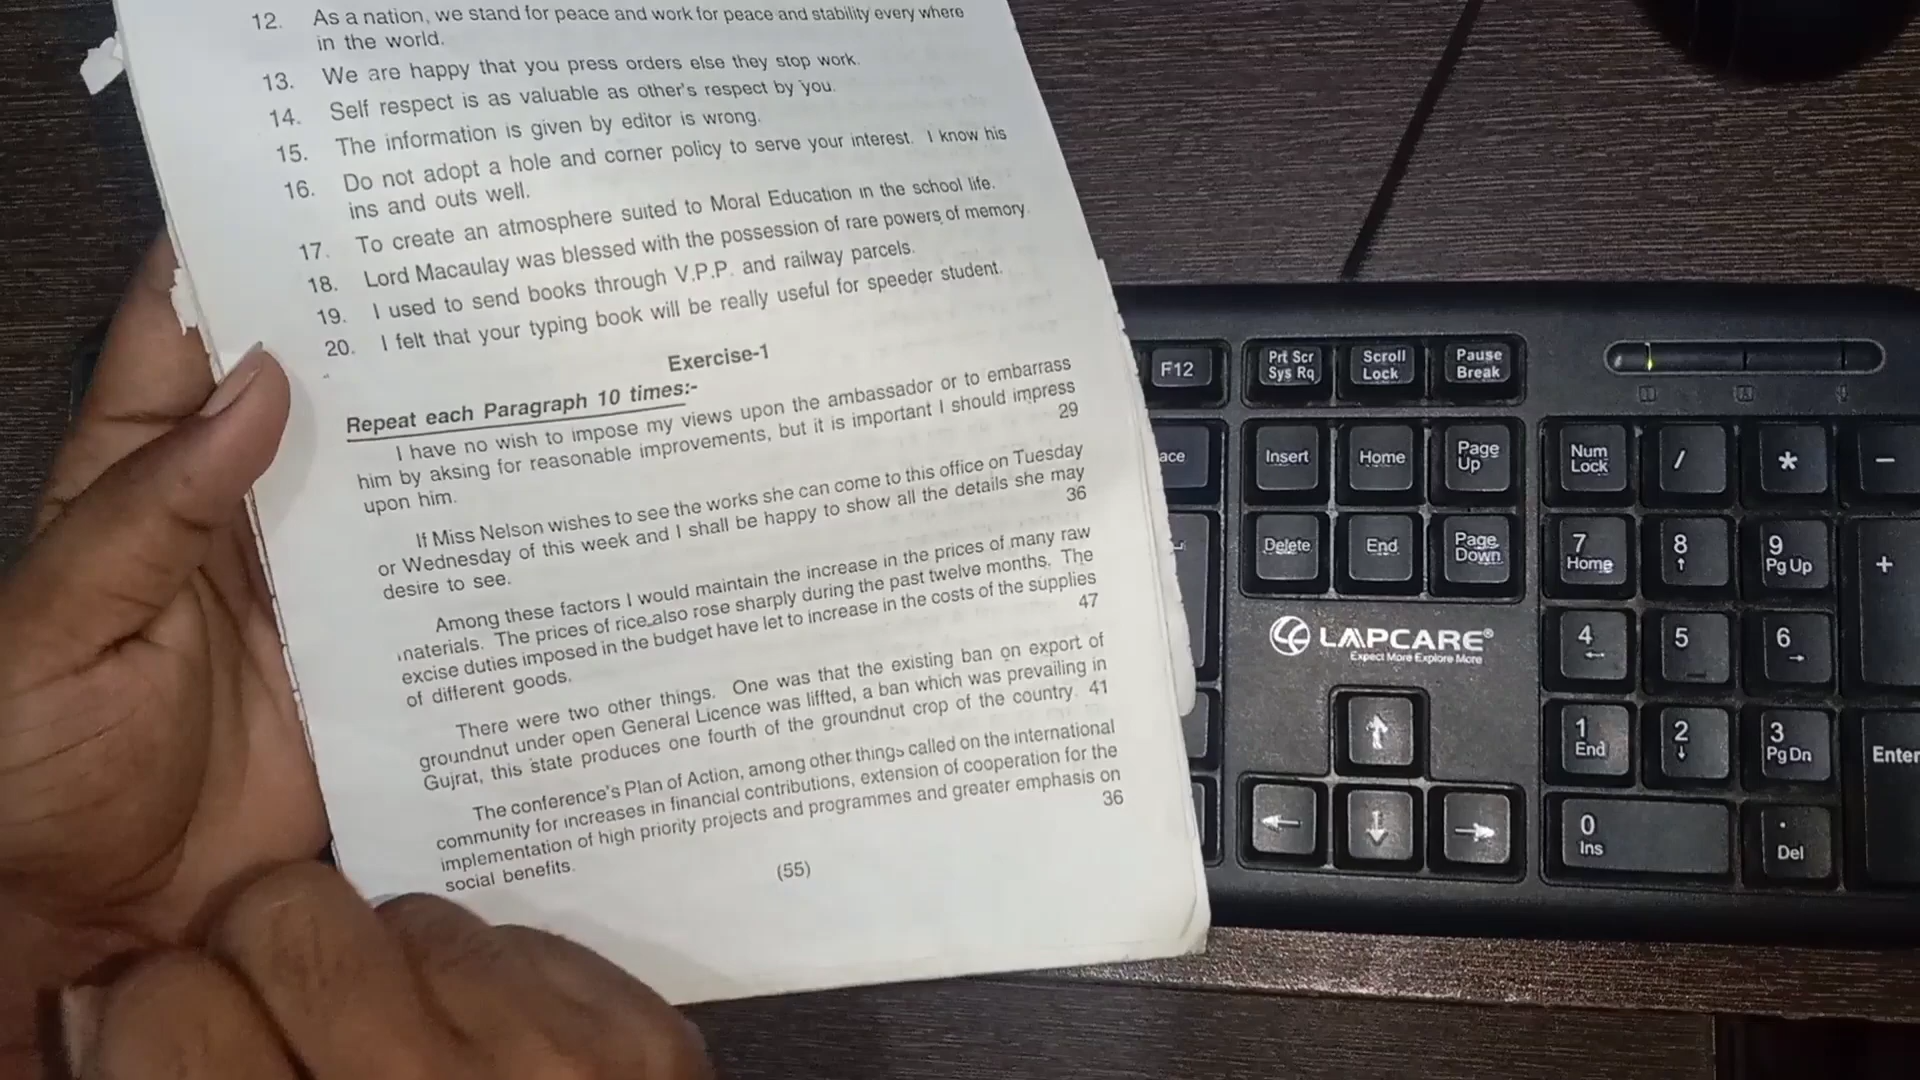 12. As a nation, we stand for peace and work for peace and stability every where
in the world.
13. We are happy that you press orders else they stop work.
14. Self respect is as valuable as other's respect by you.
15. The information is given by editor is wrong.
16. Do not adopt a hole and corner policy to serve your interest. I know his
ins and outs well.
17. To create an atmosphere suited to Moral Education in the school life.
18. Lord Macaulay was blessed with the possession of rare powers of memory.
19. I used to send books through V.P.P. and railway parcels.
20. I felt that your typing book will be really useful for speeder student.
Exercise-1
Repeat each Paragraph 10 times:-
I have no wish to impose my views upon the ambassador or to embarrass
him by aksing for reasonable improvements, but it is important I should impress
upon him. 29
If Miss Nelson wishes to see the works she can come to this office on Tuesday
or Wednesday of this week and I shall be happy to show all the details she may
desire to see. 36
Among these factors I would maintain the increase in the prices of many raw
materials. The prices of rice also rose sharply during the past twelve months. The
excise duties imposed in the budget have let to increase in the costs of the supplies
of different goods. 47
There were two other things. One was that the existing ban on export of
groundnut under open General Licence was liffted, a ban which was prevailing in
Gujrat, this state produces one fourth of the groundnut crop of the country. 41
The conference's Plan of Action, among other things called on the international
community for increases in financial contributions, extension of cooperation for the
implementation of high priority projects and programmes and greater emphasis on
social benefits. 36
(55)
F12
Prt Scr
Sys Rq
Scroll
Lock
Pause
Break
ace
Insert
Home
Page
Up
Num
Lock
/
*
-
Delete
End
Page
Down
7
Home
8
↑
9
Pg Up
+
LAPCARE®
Expect More Explore More
4
←
5
6
→
↑
1
End
2
↓
3
Pg Dn
Enter
←
↓
→
0
Ins
.
Del